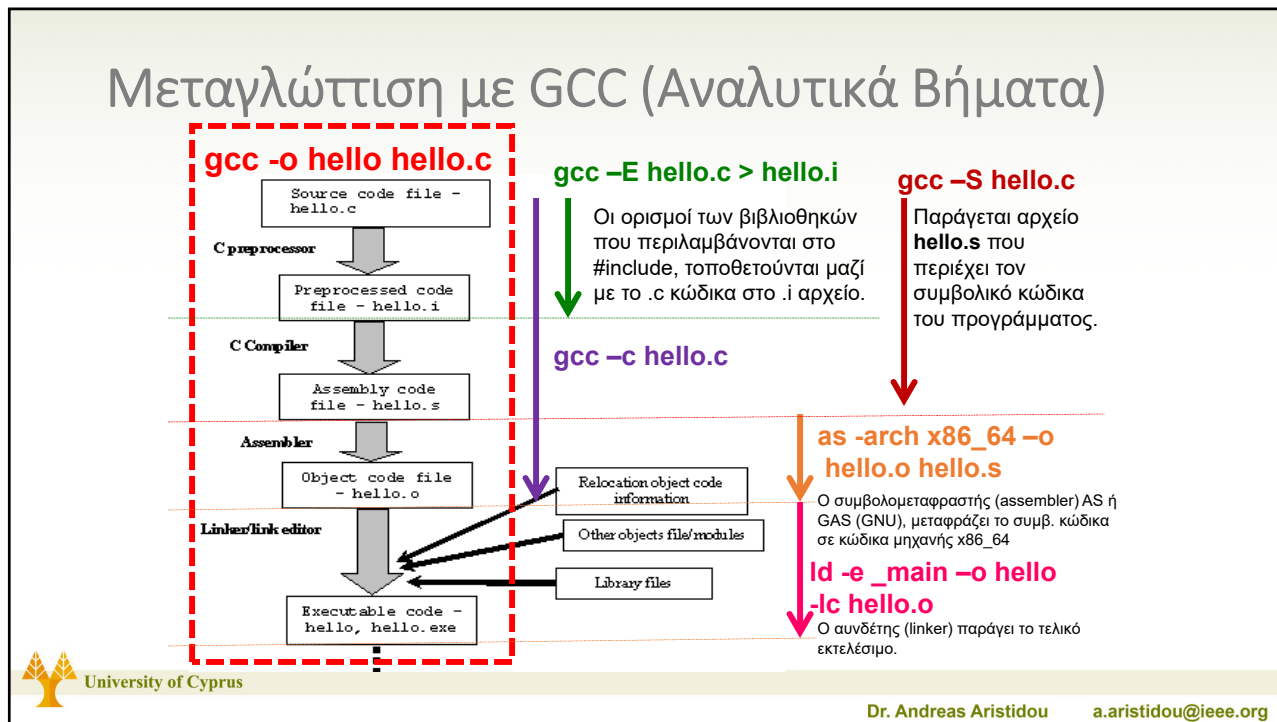 Μεταγλώττιση με GCC (Αναλυτικά Βήματα)
gcc -o hello hello.c
Source code file -
hello.c
C preprocessor
Preprocessed code
file - hello.i
C Compiler
Assembly code
file - hello.s
Assembler
Object code file
- hello.o
Linker/link editor
Executable code -
hello, hello.exe
Relocation object code
information
Other objects file/modules
Library files
gcc –E hello.c > hello.i
Οι ορισμοί των βιβλιοθηκών
που περιλαμβάνονται στο
#include, τοποθετούνται μαζί
με το .c κώδικα στο .i αρχείο.
gcc –c hello.c
gcc –S hello.c
Παράγεται αρχείο
hello.s που
περιέχει τον
συμβολικό κώδικα
του προγράμματος.
as -arch x86_64 –o
hello.o hello.s
Ο συμβολομεταφραστής (assembler) AS ή
GAS (GNU), μεταφράζει το συμβ. κώδικα
σε κώδικα μηχανής x86_64
ld -e _main –o hello
-lc hello.o
Ο αυνδέτης (linker) παράγει το τελικό
εκτελέσιμο.
University of Cyprus
Dr. Andreas Aristidou a.aristidou@ieee.org